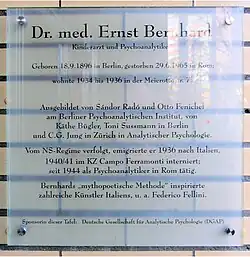 Dr. med. Ernst Bernhard
Kinderarzt und Psychoanalytiker
Geboren 18.9.1896 in Berlin, gestorben 29.6.1965 in Rom;
wohnte 1934 bis 1936 in der Meierottostr. 7
Ausgebildet von Sándor Radó und Otto Fenichel
am Berliner Psychoanalytischen Institut, von
Käthe Bügler, Toni Sussmann in Berlin
und C.G. Jung in Zürich in Analytischer Psychologie.
Vom NS-Regime verfolgt, emigrierte er 1936 nach Italien,
1940/41 im KZ Campo Ferramonti interniert;
seit 1944 als Psychoanalytiker in Rom tätig.
Bernhards „mythopoetische Methode" inspirierte
zahlreiche Künstler Italiens, u. a. Federico Fellini.
Sponsorin dieser Tafel: Deutsche Gesellschaft für Analytische Psychologie (DGAP)